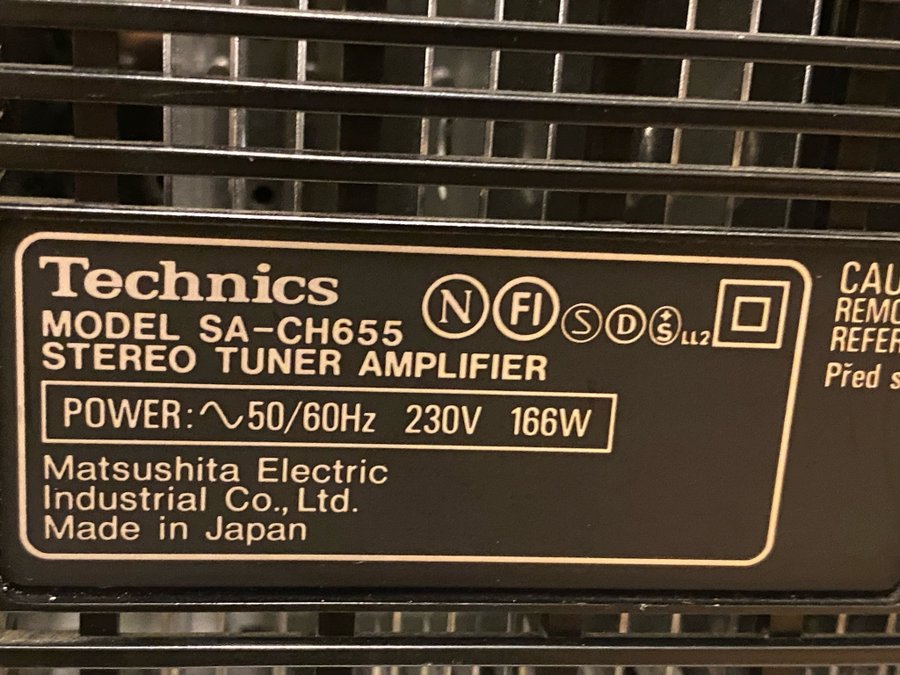 Technics
MODEL SA-CH655
STEREO TUNER AMPLIFIER
N FI S D S LL2
POWER: ∿50/60Hz 230V 166W
Matsushita Electric
Industrial Co., Ltd.
Made in Japan
CAU
REMO
REFER
Před s